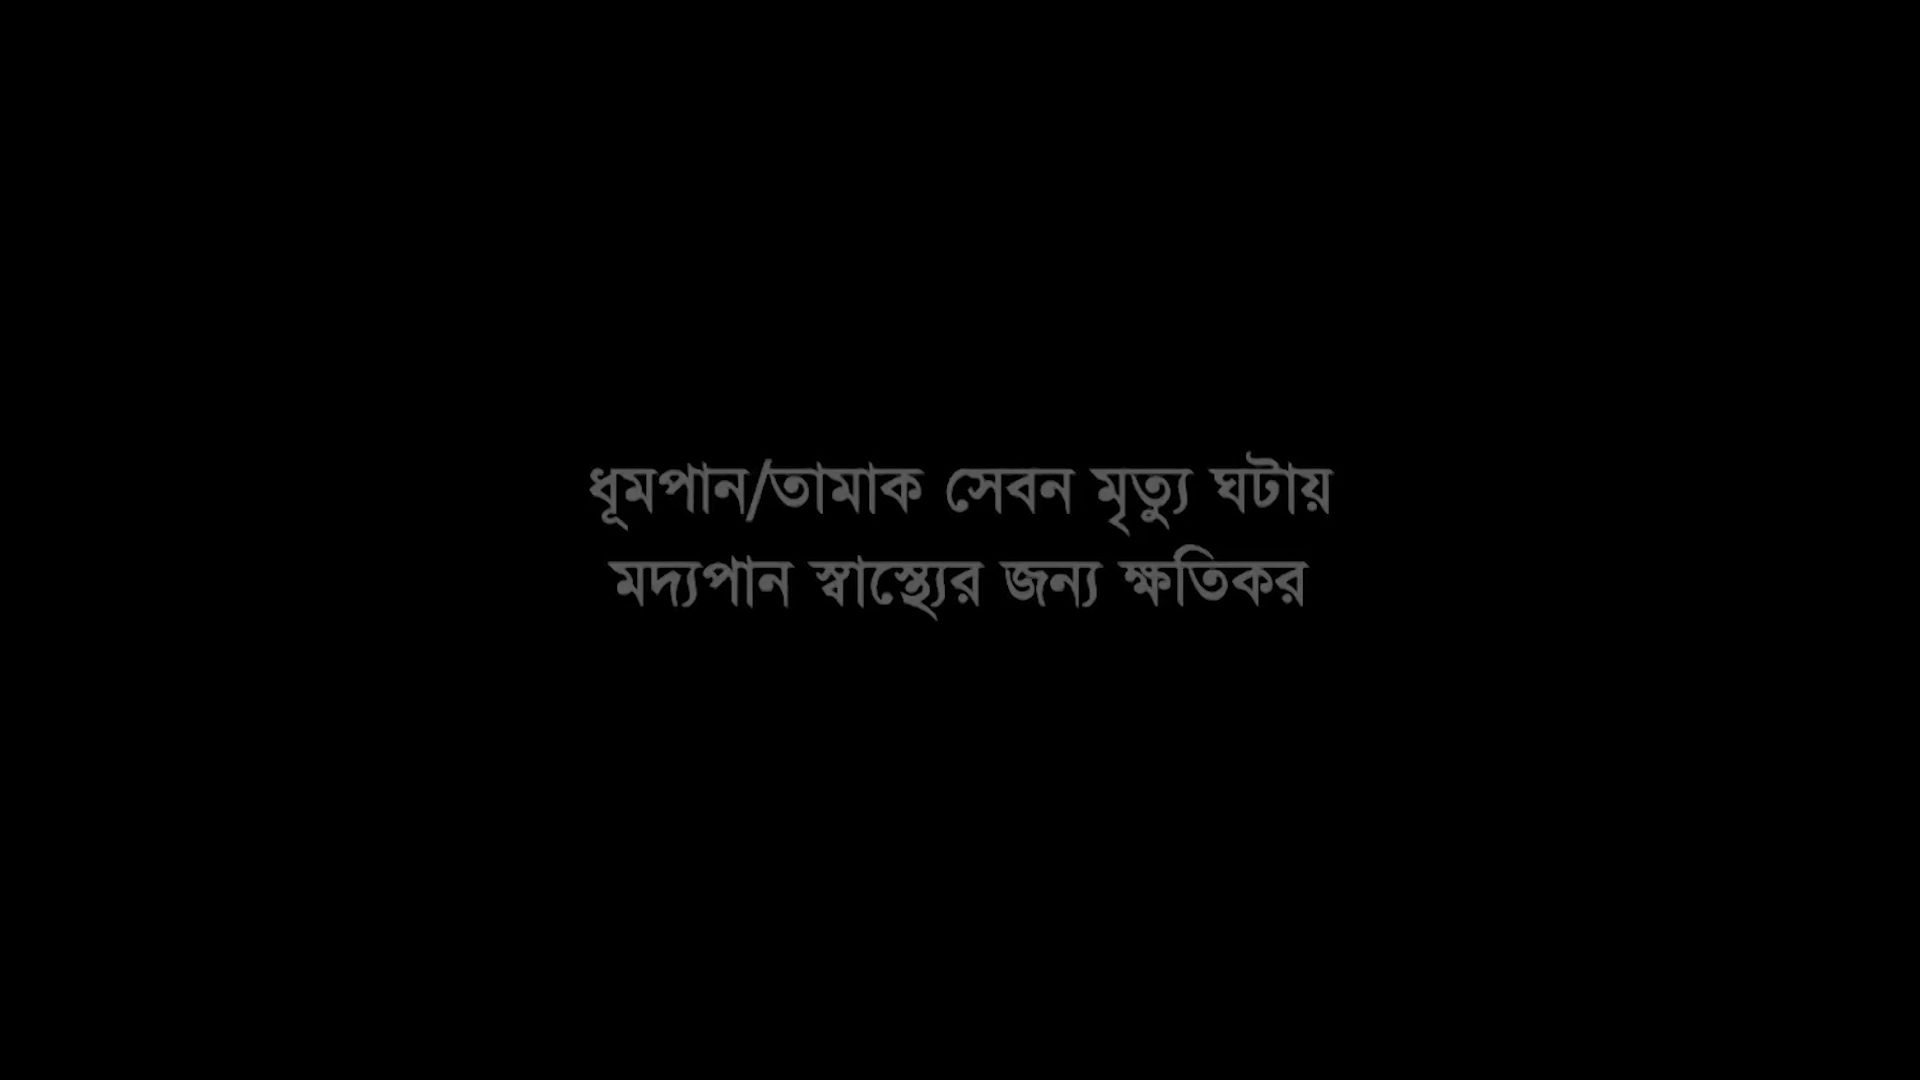 ধূমপান/তামাক সেবন মৃত্যু ঘটায়
মদ্যপান স্বাস্থ্যের জন্য ক্ষতিকর